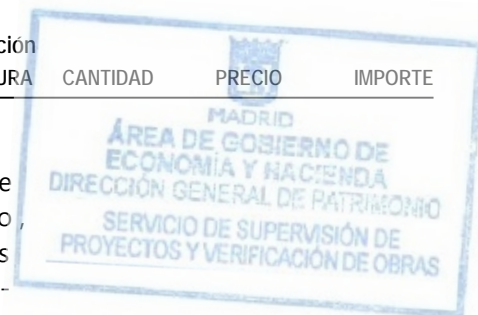 ción
URA CANTIDAD PRECIO IMPORTE
MADRID
ÁREA DE GOBIERNO DE
ECONOMÍA Y HACIENDA
e DIRECCIÓN GENERAL DE PATRIMONIO
o, SERVICIO DE SUPERVISIÓN DE
s PROYECTOS Y VERIFICACIÓN DE OBRAS